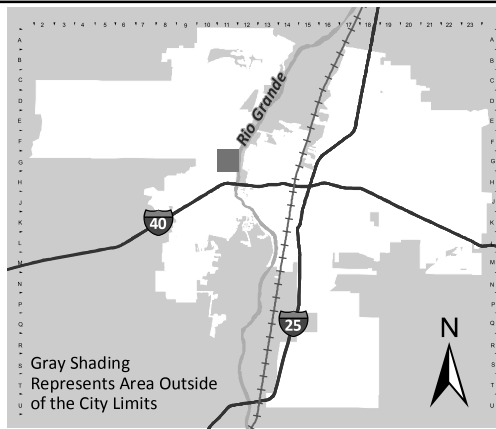 2 3 4 5 6 7 8 9 10 11 12 13 14 15 16 17 18 19 20 21 22 23
A A
B B
C C
D D
E E
F F
G G
H H
J J
K K
L L
M M
N N
P P
Q Q
R R
S S
T T
U U
Rio Grande
40
25
N
Gray Shading
Represents Area Outside
of the City Limits